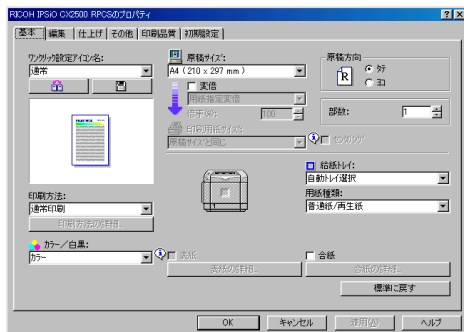 RICOH IPSiO CX2500 RPCSのプロパティ
基本 編集 仕上げ その他 印刷品質 初期設定
ワンクリック設定アイコン名:
通常
原稿サイズ:
A4 (210 x 297 mm)
変倍
用紙指定変倍
倍率(%): 100
印刷用紙サイズ:
原稿サイズと同じ
原稿方向
タテ
ヨコ
部数: 1
給紙トレイ:
自動トレイ選択
用紙種類:
普通紙/再生紙
印刷方法:
通常印刷
印刷方法の詳細...
カラー/白黒:
カラー
表紙
表紙の詳細...
合紙
合紙の詳細...
標準に戻す
OK キャンセル 適用(A) ヘルプ